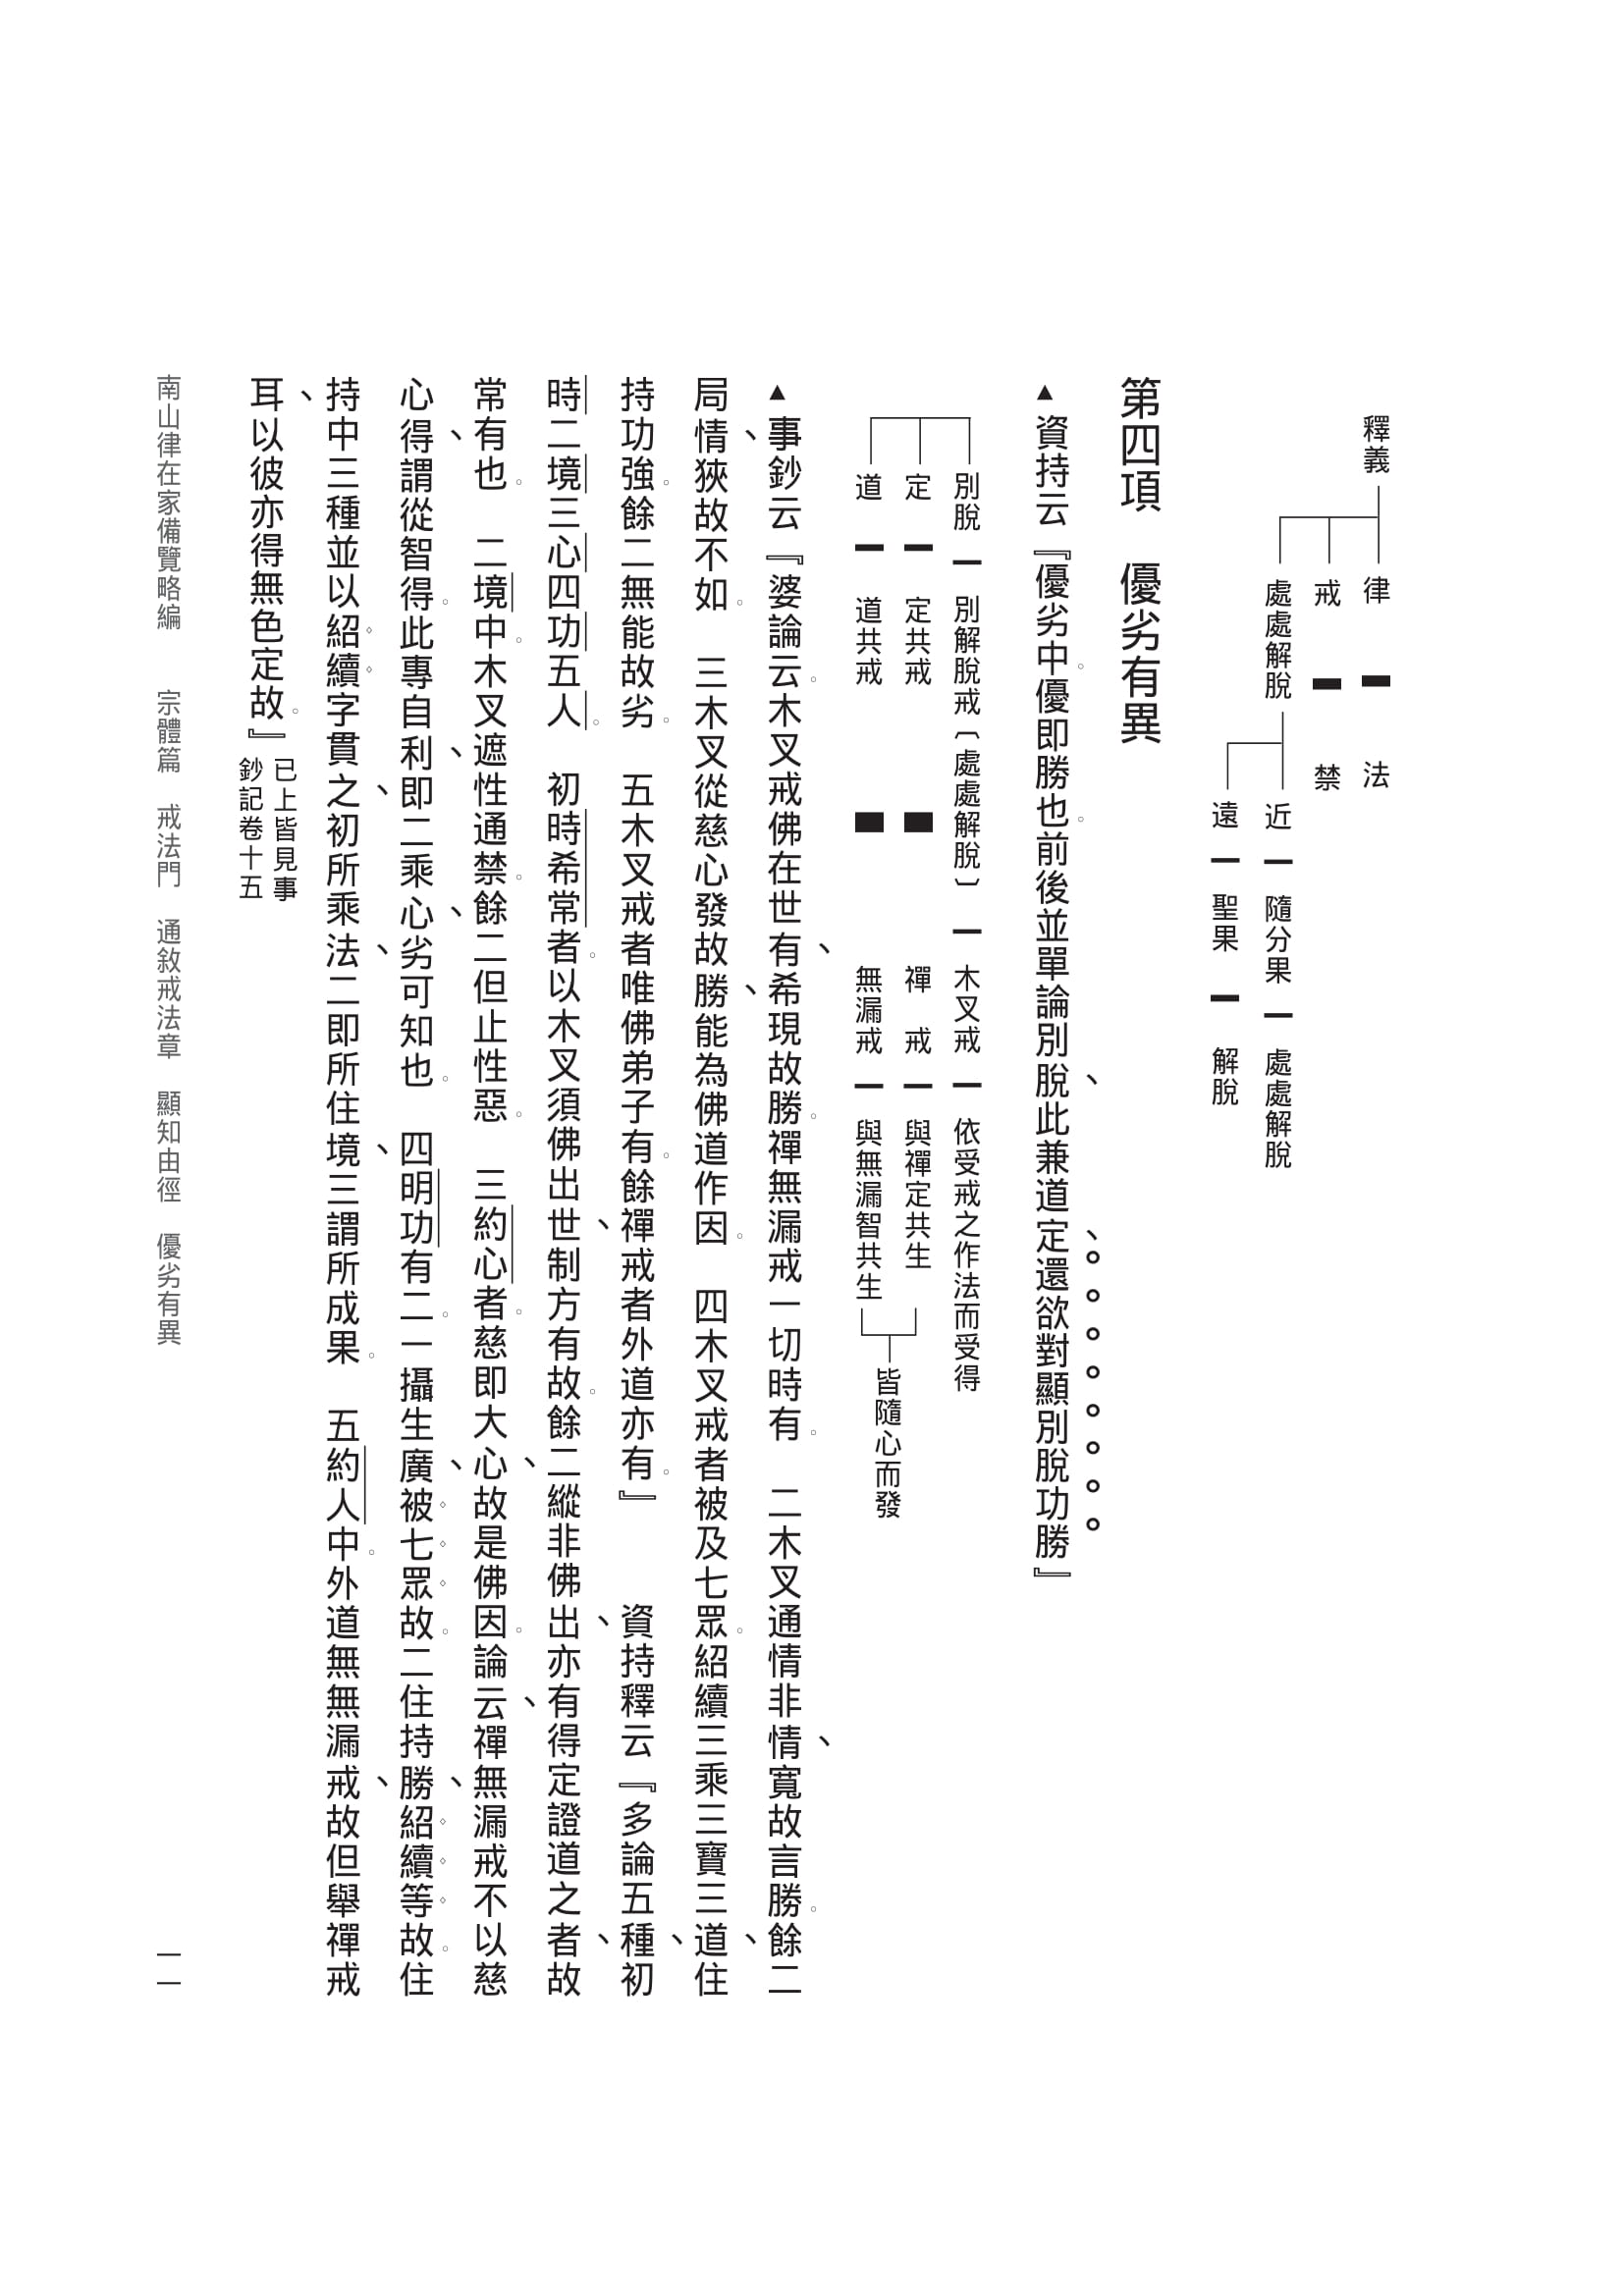 釋義
律 法
戒 禁
處處解脫
近 隨分果 處處解脫
遠 聖果 解脫
第四項 優劣有異
▲資持云『優劣中。優即勝也。前後並單論別脫、此兼道定、還欲對顯別脫功勝』
別脫 別解脫戒〔處處解脫〕 木叉戒 依受戒之作法而受得
定 定共戒 禪戒 與禪定共生
道 道共戒 無漏戒 與無漏智共生
皆隨心而發
▲事鈔云『婆論云。木叉戒佛在世有、希現故勝。禪無漏戒一切時有。 二木叉通情非情、寬故言勝。餘二
局情、狹故不如。 三木叉從慈心發故勝、能為佛道作因。 四木叉戒者被及七眾。紹續三乘三寶三道、住
持功強。餘二無能故劣。 五木叉戒者唯佛弟子有。餘禪戒者外道亦有。』 資持釋云『多論五種、初
時二境三心四功五人。 初時希常者。以木叉須佛出世、制方有故。餘二縱非佛出、亦有得定證道之者、故
常有也。 二境中。木叉遮性通禁。餘二但止性惡。 三約心者。慈即大心、故是佛因。論云、禪無漏戒不以慈
心得、謂從智得。此專自利、即二乘心、劣可知也。 四明功有二。一攝生廣、被七眾故。二住持勝、紹續等故。住
持中三種並以紹續字貫之、初所乘法、二即所住境、三謂所成果。 五約人中。外道無無漏戒、故但舉禪戒
耳、以彼亦得無色定故。』
已上皆見事
鈔記卷十五
南山律在家備覽略編 宗體篇 戒法門 通敘戒法章 顯知由徑 優劣有異
一一